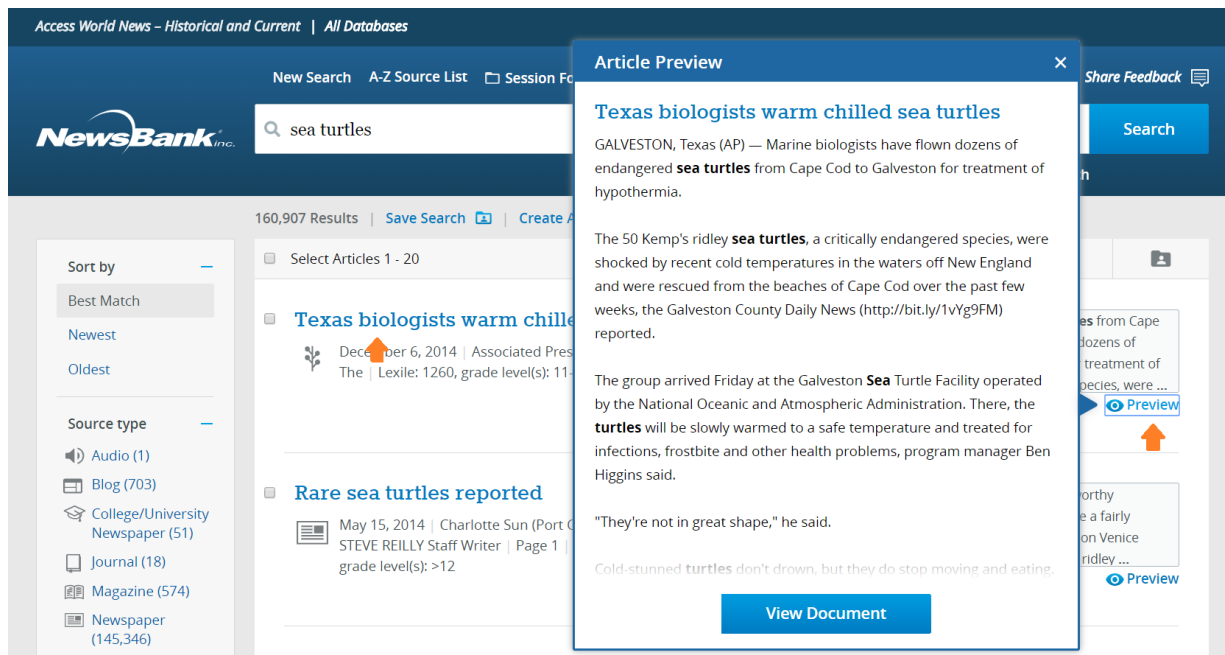 Access World News – Historical and Current | All Databases
New Search A-Z Source List Session
Share Feedback
NewsBank inc.
sea turtles
Search
160,907 Results | Save Search | Create
Sort by
Best Match
Newest
Oldest
Source type
Audio (1)
Blog (703)
College/University
Newspaper (51)
Journal (18)
Magazine (574)
Newspaper
(145,346)
Select Articles 1 - 20
Texas biologists warm
December 6, 2014 | Associated
The | Lexile: 1260, grade level(s): 11-
from Cape
dozens of
treatment of
were ...
Preview
Rare sea turtles reported
May 15, 2014 | Charlotte Sun (Port
STEVE REILLY Staff Writer | Page 1 |
grade level(s): >12
a fairly
on Venice
ridley ...
Preview
Article Preview
Texas biologists warm chilled sea turtles
GALVESTON, Texas (AP) — Marine biologists have flown dozens of
endangered sea turtles from Cape Cod to Galveston for treatment of
hypothermia.
The 50 Kemp's ridley sea turtles, a critically endangered species, were
shocked by recent cold temperatures in the waters off New England
and were rescued from the beaches of Cape Cod over the past few
weeks, the Galveston County Daily News (http://bit.ly/1vYg9FM)
reported.
The group arrived Friday at the Galveston Sea Turtle Facility operated
by the National Oceanic and Atmospheric Administration. There, the
turtles will be slowly warmed to a safe temperature and treated for
infections, frostbite and other health problems, program manager Ben
Higgins said.
"They're not in great shape," he said.
Cold-stunned turtles don't drown, but they do stop moving and eating.
View Document